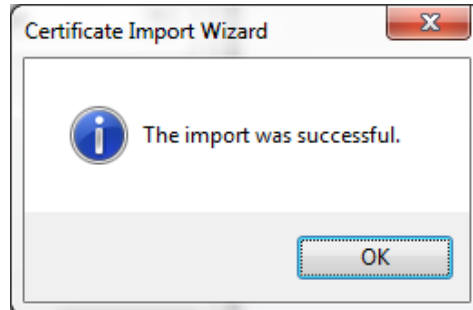 Certificate Import Wizard
The import was successful.
OK